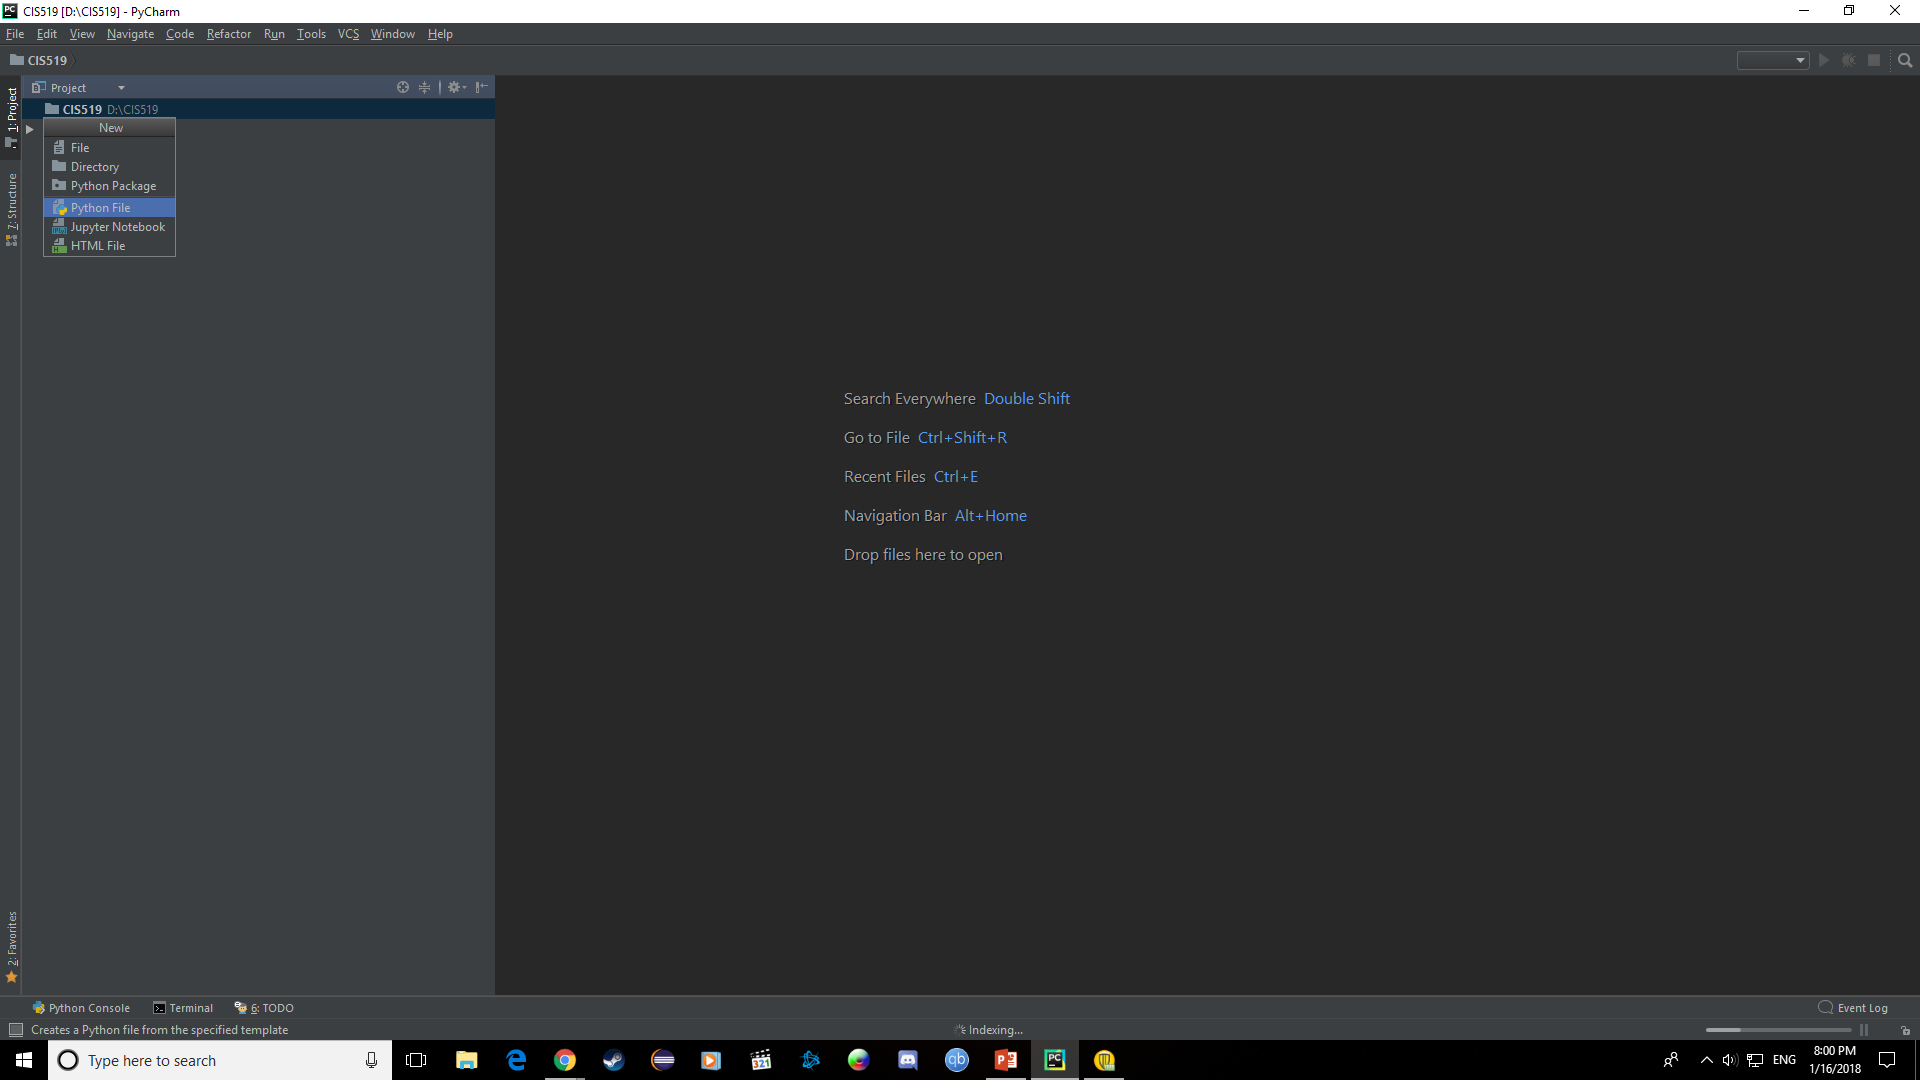 CIS519 [D:\CIS519] - PyCharm
File Edit View Navigate Code Refactor Run Tools VCS Window Help
CIS519
Project
CIS519 D:\CIS519
New
File
Directory
Python Package
Python File
Jupyter Notebook
HTML File
1: Project
7: Structure
2: Favorites
Search Everywhere Double Shift
Go to File Ctrl+Shift+R
Recent Files Ctrl+E
Navigation Bar Alt+Home
Drop files here to open
Python Console Terminal 6: TODO Event Log
Creates a Python file from the specified template Indexing...
Type here to search
ENG
8:00 PM
1/16/2018